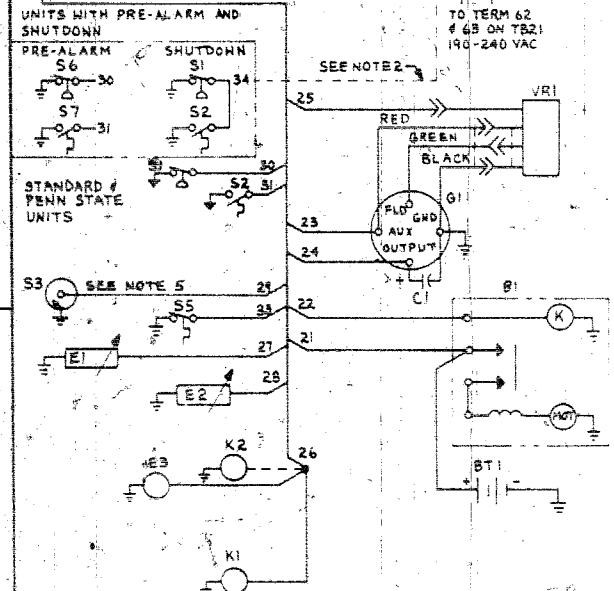 UNITS WITH PRE-ALARM AND
SHUTDOWN
PRE-ALARM
SHUTDOWN
S6
30
S1
34
S7
31
S2
TO TERM 62
& 63 ON TB21
190-240 VAC
SEE NOTE 2
25
VR1
RED
GREEN
BLACK
30
S2
31
STANDARD &
PENN STATE
UNITS
23
24
FLD
GND
AUX
OUTPUT
G1
+
C1
S3
SEE NOTE 5
29
S5
33
22
B1
K
E1
27
21
E2
28
MOT
K2
26
E3
BT1
+
-
K1